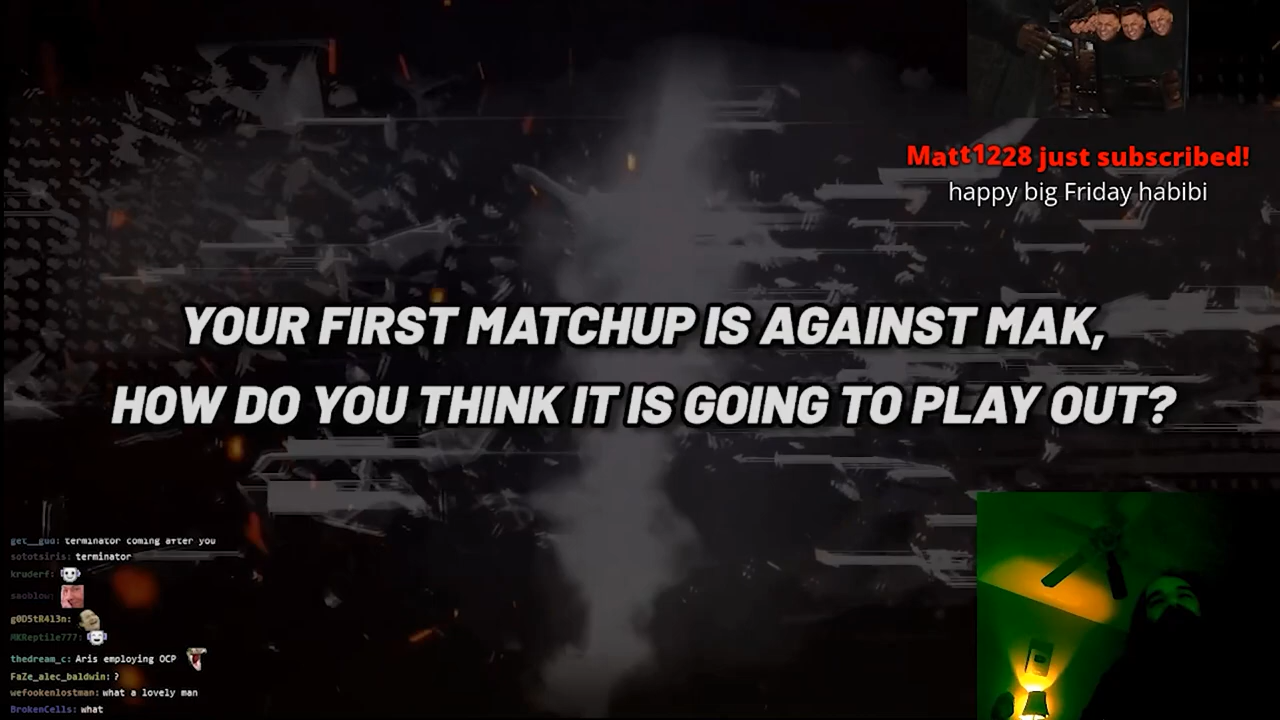 Matt1228 just subscribed!
happy big Friday habibi
YOUR FIRST MATCHUP IS AGAINST MAK,
HOW DO YOU THINK IT IS GOING TO PLAY OUT?
get__gud: terminator coming after you
sototsiris: terminator
kruderf:
saoblow:
g0D5tR4l3n:
MKReptile777:
thedream_c: Aris employing OCP
FaZe_alec_baldwin: ?
wefookenlostman: what a lovely man
BrokenCells: what